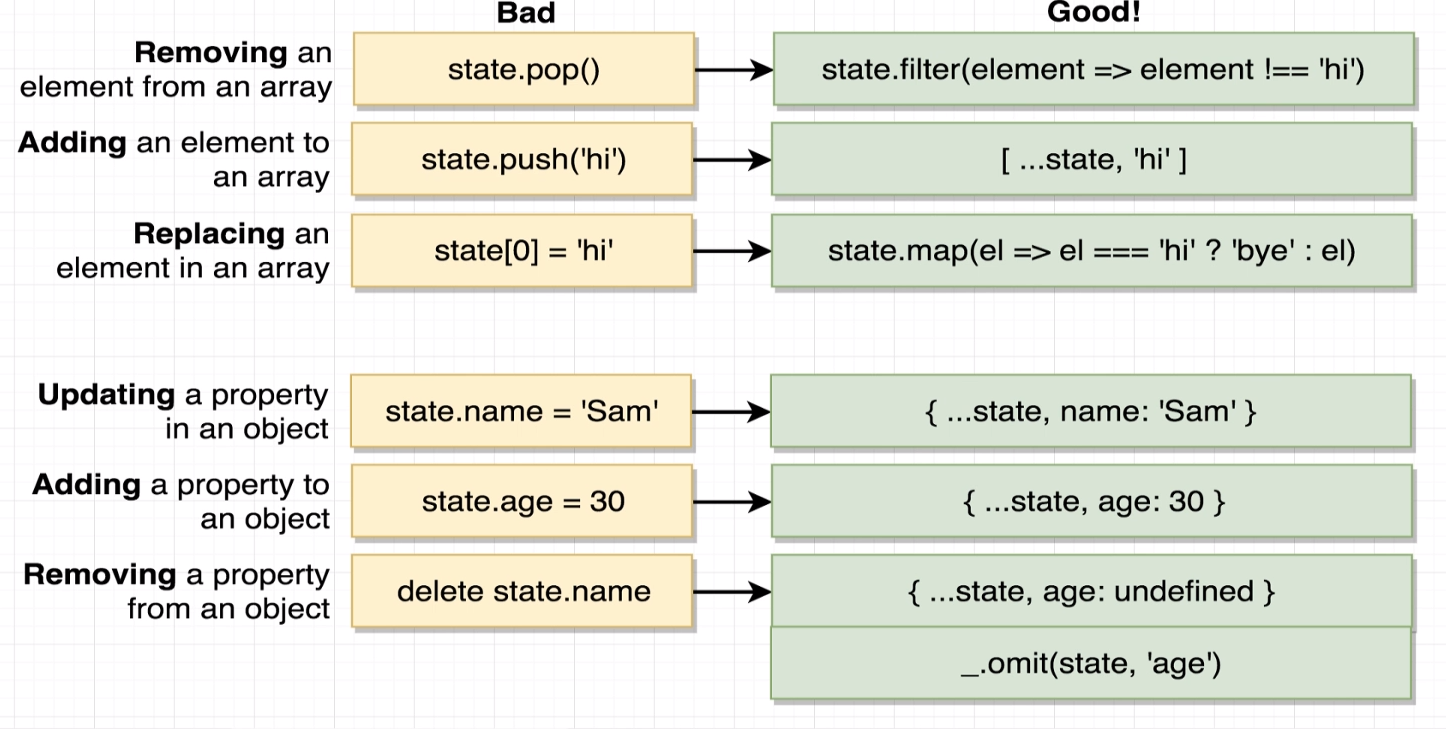 Bad
Good!
Removing an
element from an array
state.pop()
state.filter(element => element !== 'hi')
Adding an element to
an array
state.push('hi')
[ ...state, 'hi' ]
Replacing an
element in an array
state[0] = 'hi'
state.map(el => el === 'hi' ? 'bye' : el)
Updating a property
in an object
state.name = 'Sam'
{ ...state, name: 'Sam' }
Adding a property to
an object
state.age = 30
{ ...state, age: 30 }
Removing a property
from an object
delete state.name
{ ...state, age: undefined }
_.omit(state, 'age')